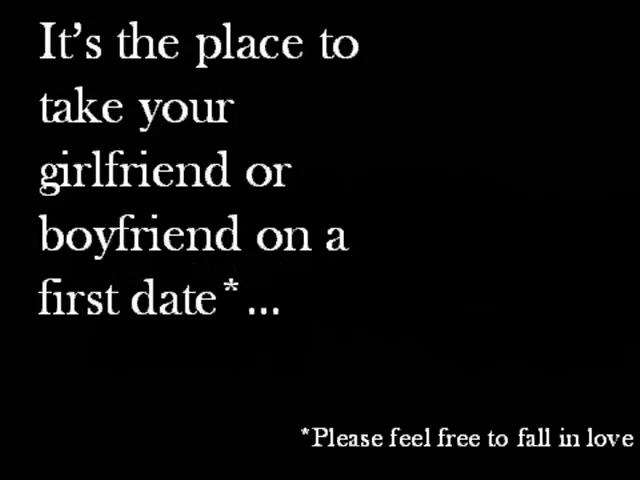 It’s the place to
take your
girlfriend or
boyfriend on a
first date*...
*Please feel free to fall in love